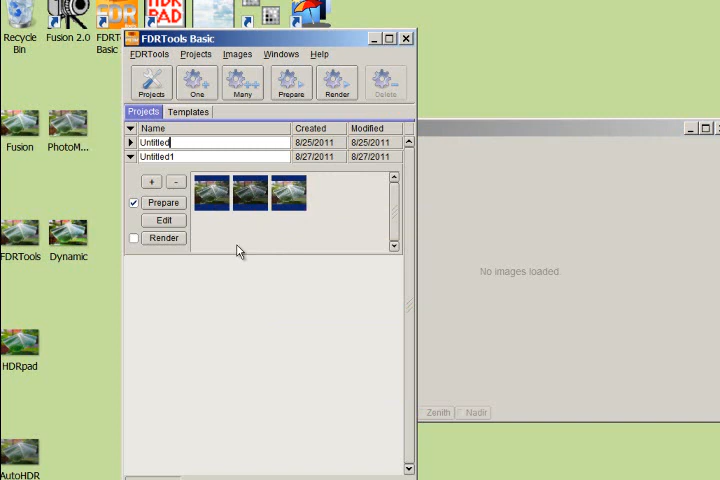 HDR
FDR
PAD
Recycle Bin
Fusion 2.0
FDRT
Basic
FDRTools Basic
FDRTools Projects Images Windows Help
Projects One Many Prepare Render Delete
Projects Templates
Name Created Modified
Untitled 8/25/2011 8/25/2011
Untitled1 8/27/2011 8/27/2011
+ -
Prepare
Edit
Render
Fusion
PhotoM...
FDRTools
Dynamic
HDRpad
AutoHDR
No images loaded.
Zenith Nadir